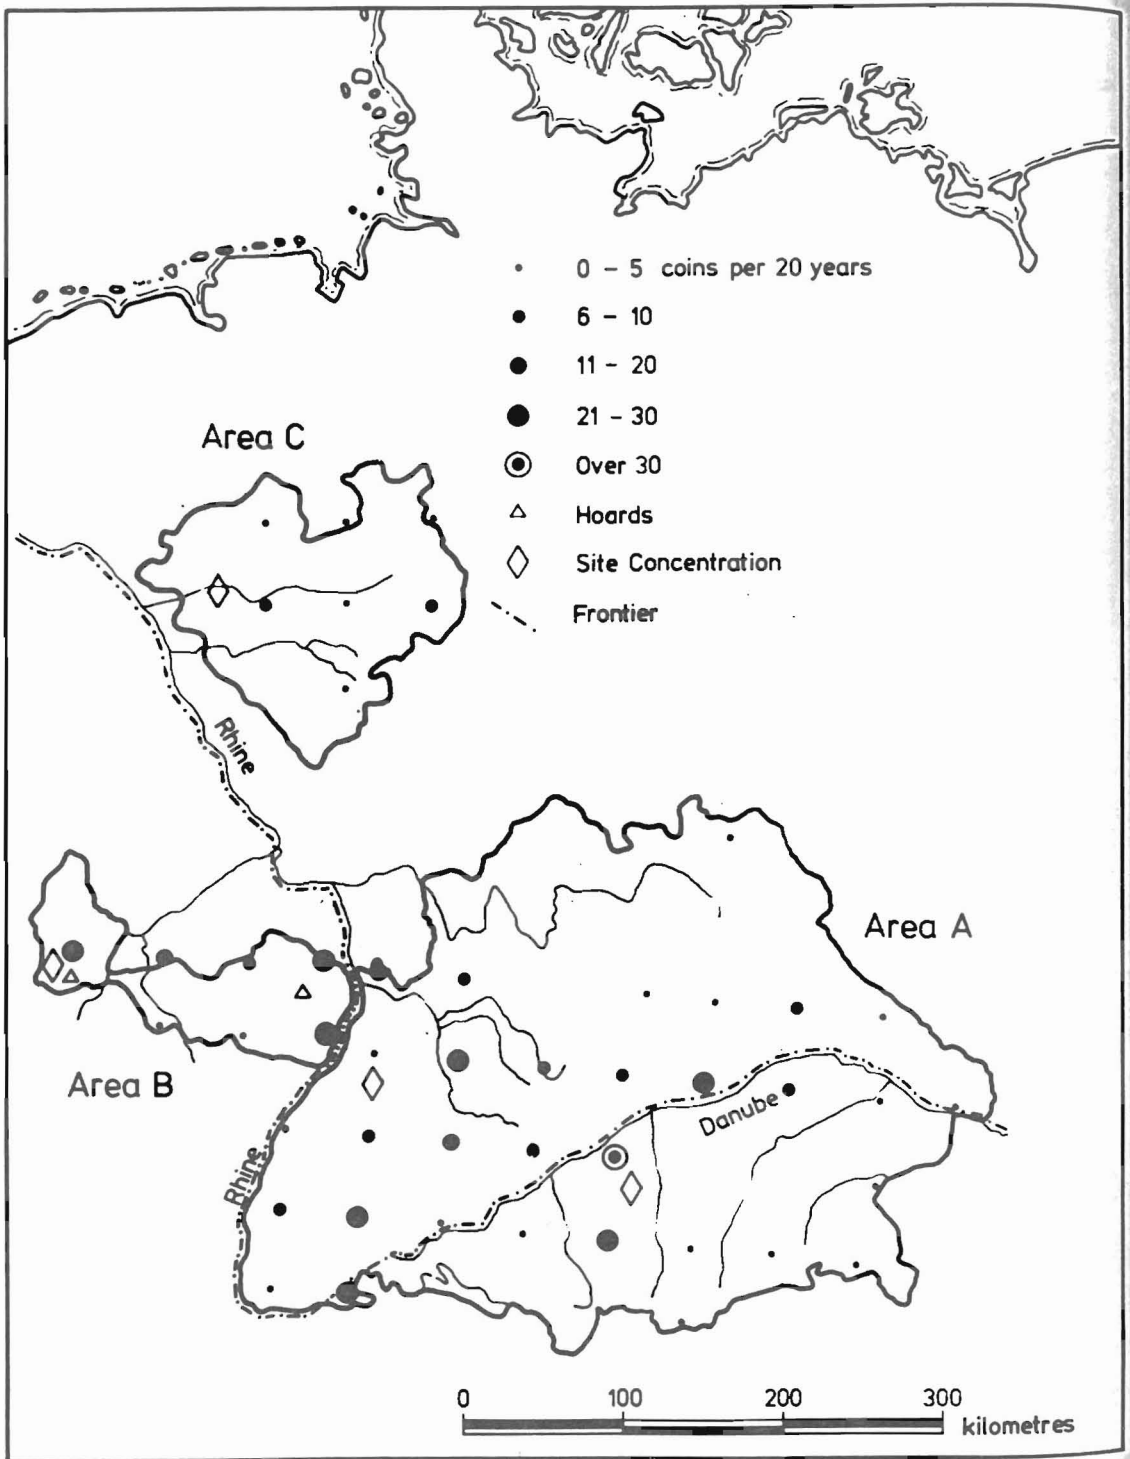 0 – 5 coins per 20 years
6 – 10
11 – 20
21 – 30
Over 30
Hoards
Site Concentration
Frontier
Area C
Rhine
Area A
Area B
Danube
Rhine
0 100 200 300
kilometres